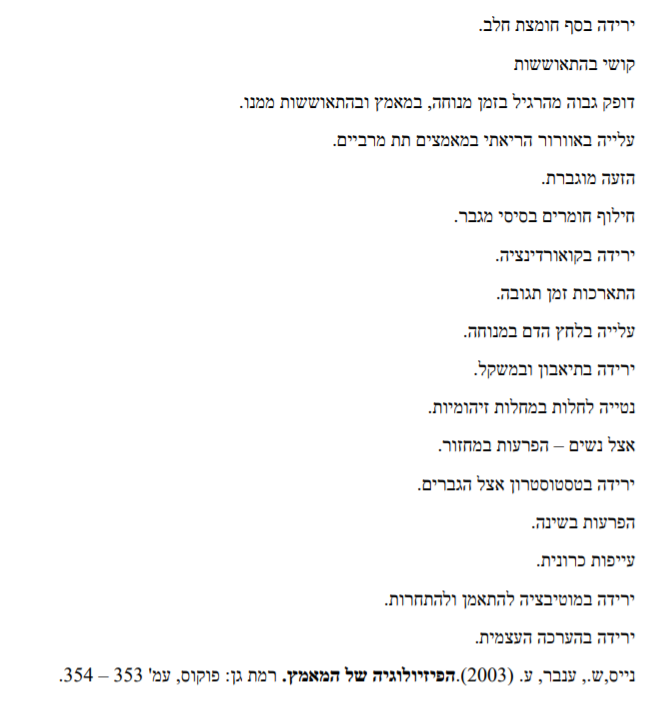 ירידה בסף חומצת חלב.
קושי בהתאוששות
דופק גבוה מהרגיל בזמן מנוחה, במאמץ ובהתאוששות ממנו.
עלייה באוורור הריאתי במאמצים תת מרביים.
הזעה מוגברת.
חילוף חומרים בסיסי מגבר.
ירידה בקואורדינציה.
התארכות זמן תגובה.
עלייה בלחץ הדם במנוחה.
ירידה בתיאבון ובמשקל.
נטייה לחלות במחלות זיהומיות.
אצל נשים – הפרעות במחזור.
ירידה בטסטוסטרון אצל הגברים.
הפרעות בשינה.
עייפות כרונית.
ירידה במוטיבציה להתאמן ולהתחרות.
ירידה בהערכה העצמית.
נייס,ש., ענבר, ע. (2003).הפיזיולוגיה של המאמץ. רמת גן: פוקוס, עמ' 353 – 354.